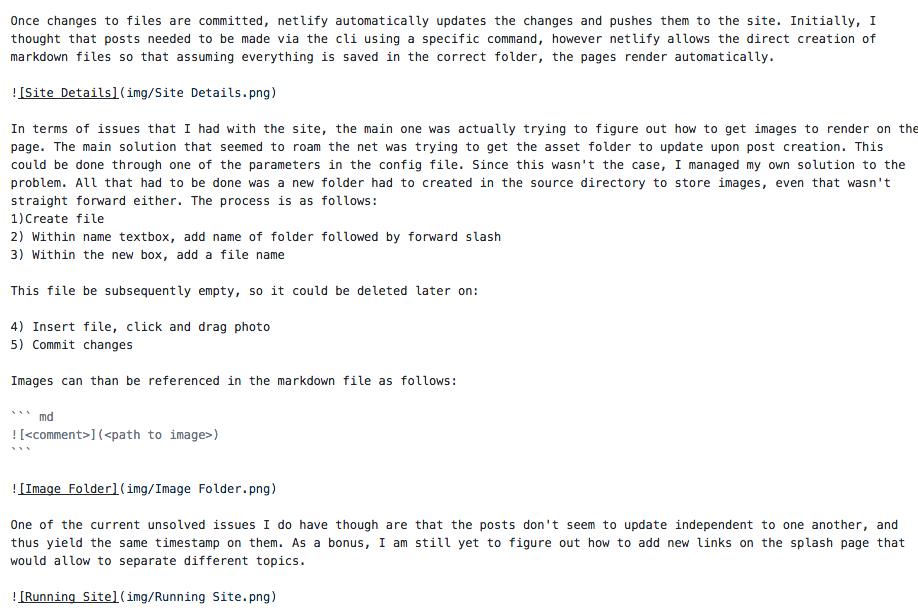 Once changes to files are committed, netlify automatically updates the changes and pushes them to the site. Initially, I
thought that posts needed to be made via the cli using a specific command, however netlify allows the direct creation of
markdown files so that assuming everything is saved in the correct folder, the pages render automatically.
![Site Details](img/Site Details.png)
In terms of issues that I had with the site, the main one was actually trying to figure out how to get images to render on the
page. The main solution that seemed to roam the net was trying to get the asset folder to update upon post creation. This
could be done through one of the parameters in the config file. Since this wasn't the case, I managed my own solution to the
problem. All that had to be done was a new folder had to created in the source directory to store images, even that wasn't
straight forward either. The process is as follows:
1)Create file
2) Within name textbox, add name of folder followed by forward slash
3) Within the new box, add a file name
This file be subsequently empty, so it could be deleted later on:
4) Insert file, click and drag photo
5) Commit changes
Images can than be referenced in the markdown file as follows:
``` md
![<comment>](<path to image>)
```
![Image Folder](img/Image Folder.png)
One of the current unsolved issues I do have though are that the posts don't seem to update independent to one another, and
thus yield the same timestamp on them. As a bonus, I am still yet to figure out how to add new links on the splash page that
would allow to separate different topics.
![Running Site](img/Running Site.png)